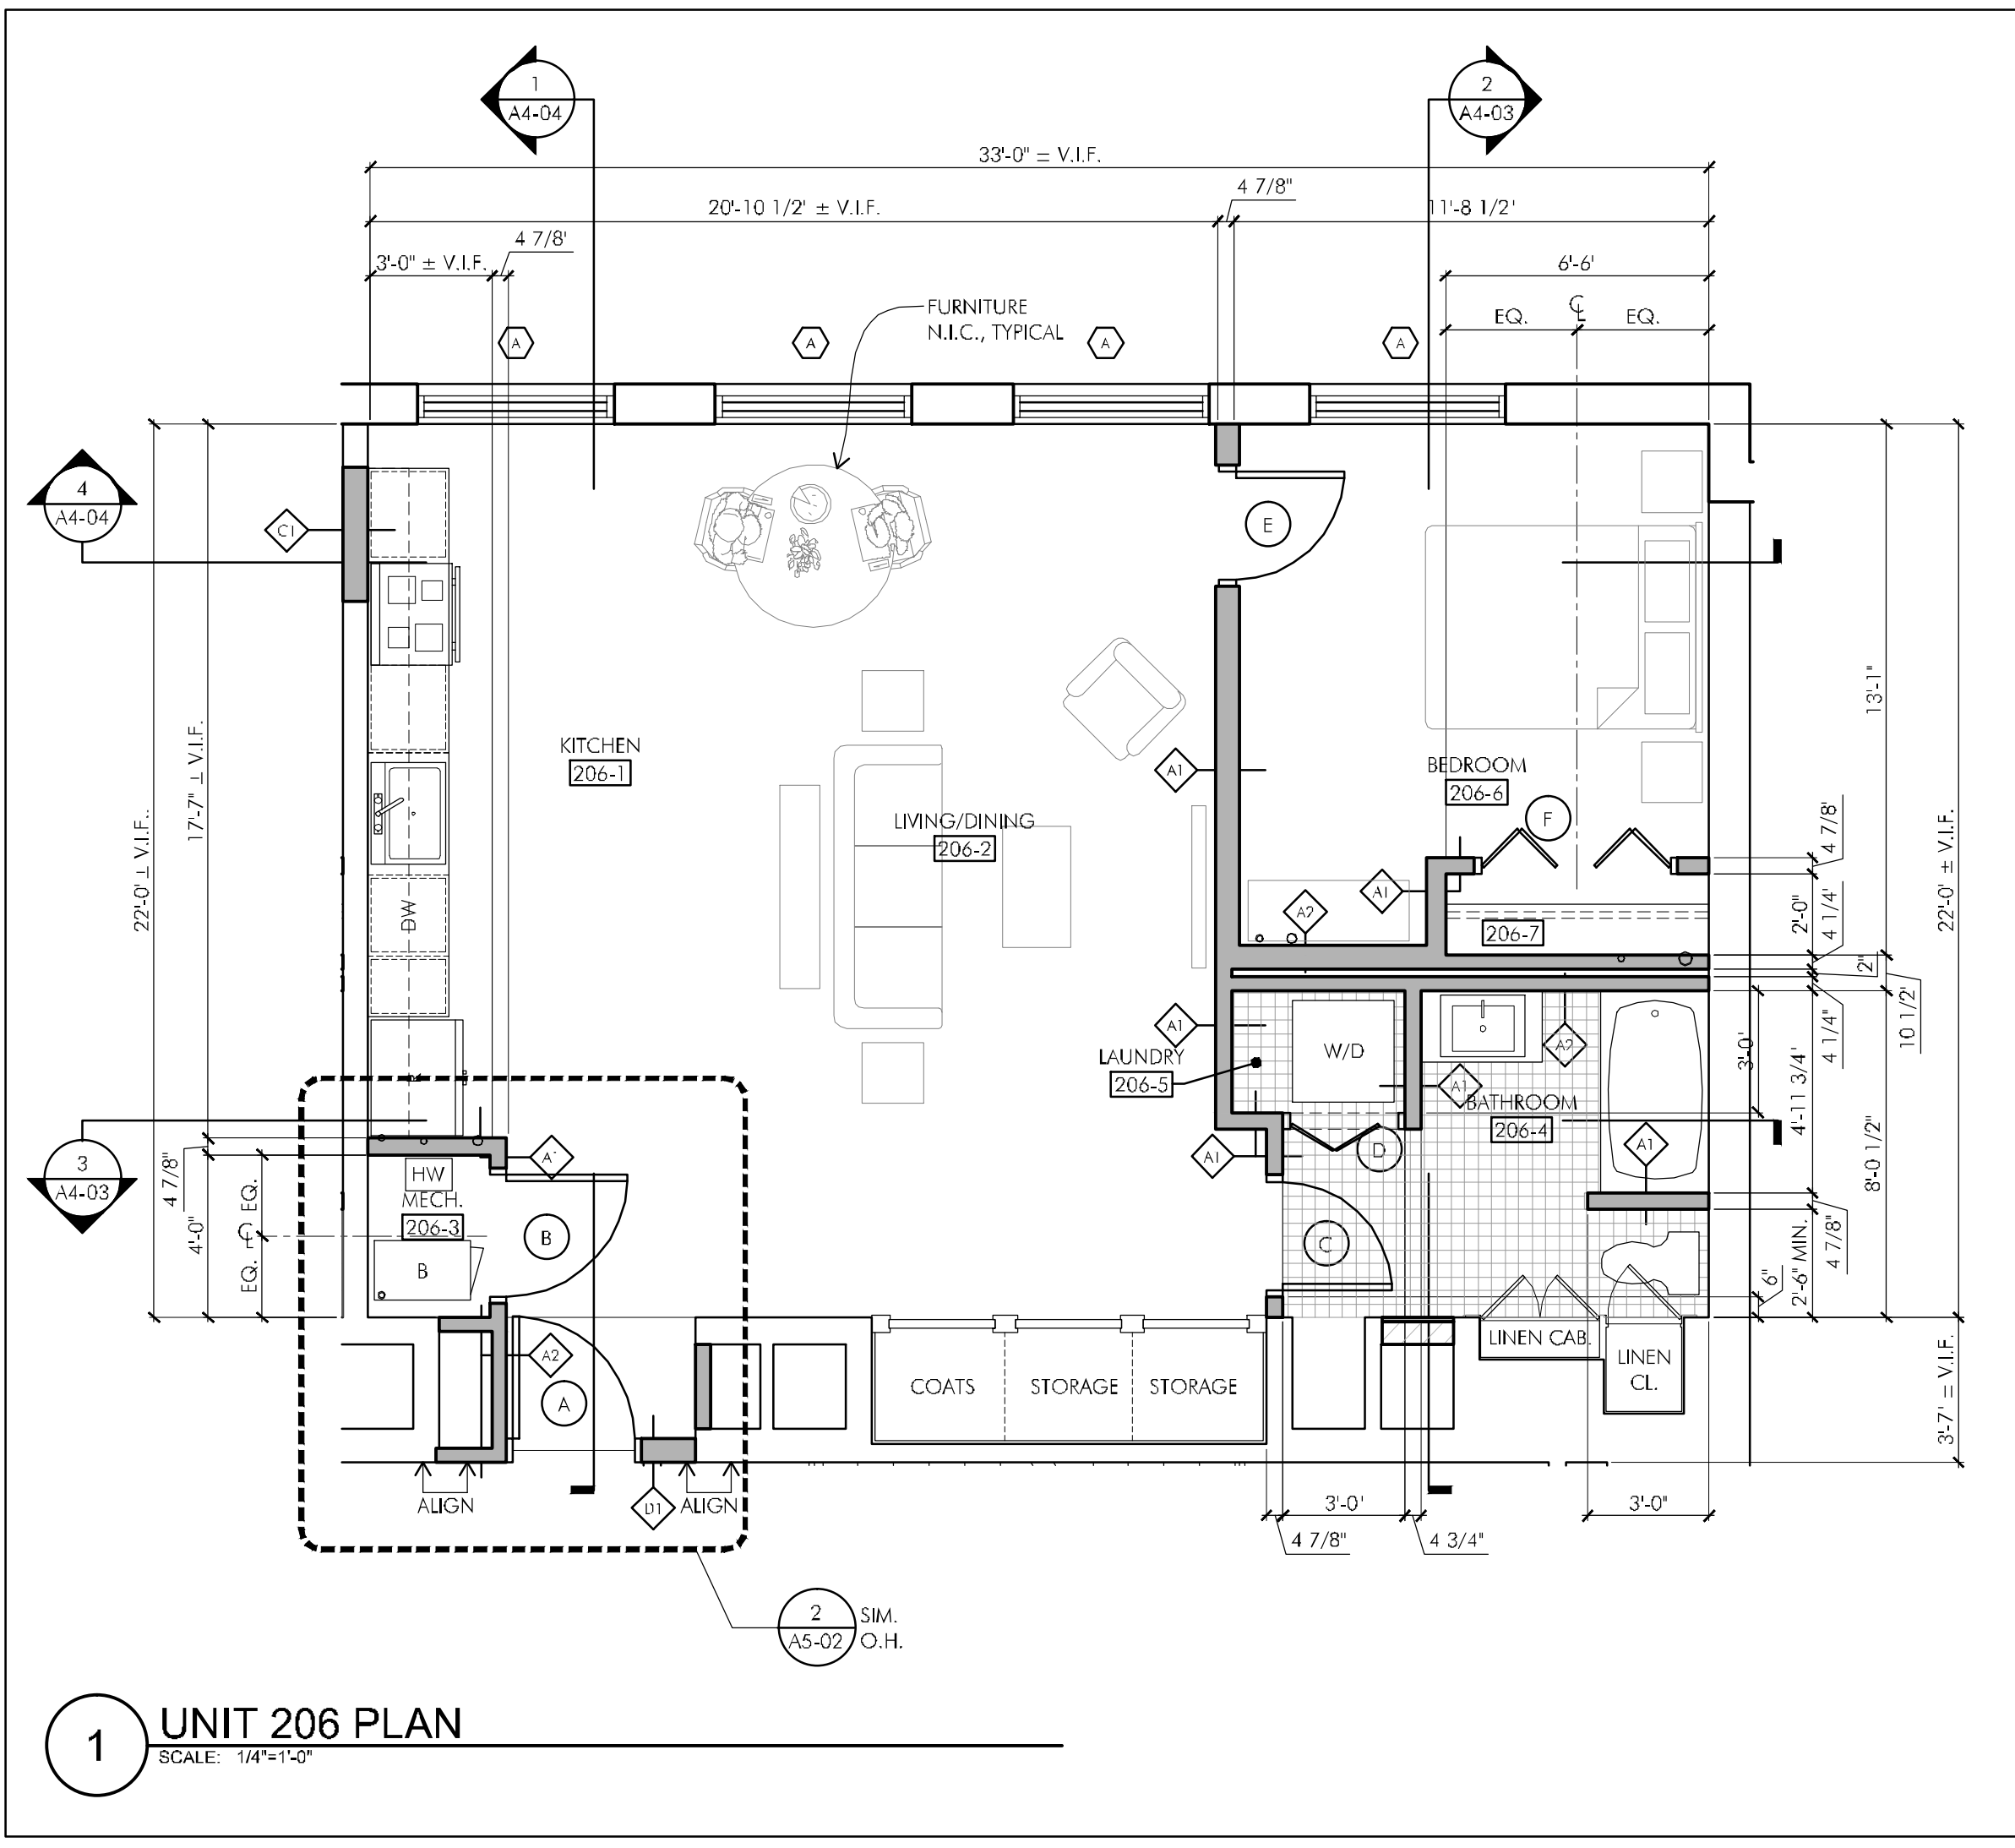 1
A4-04
2
A4-03
33'-0" = V.I.F.
20'-10 1/2' ± V.I.F.
4 7/8"
11'-8 1/2'
3'-0" ± V.I.F.
4 7/8'
6'-6'
EQ.
EQ.
FURNITURE
N.I.C., TYPICAL
A
A
A
A
4
A4-04
C1
E
22'-0' ± V.I.F..
17'-7" ± V.I.F.
13'-1"
22'-0' ± V.I.F.
KITCHEN
206-1
LIVING/DINING
206-2
A1
BEDROOM
206-6
F
A1
A2
206-7
4 7/8'
2'-0"
4 1/4'
2"
4 1/4"
10 1/2'
DW
A1
LAUNDRY
206-5
W/D
A1
A2
BATHROOM
206-4
A1
3'-0'
4'-11 3/4'
8'-0 1/2"
3
A4-03
4 7/8"
4'-0"
EQ.
EQ.
HW
MECH.
206-3
B
B
A1
D
C
2'-6" MIN.
4 7/8"
6"
3'-7' = V.I.F.
A2
A
COATS
STORAGE
STORAGE
LINEN CAB.
LINEN
CL.
ALIGN
D1
ALIGN
3'-0'
3'-0"
4 7/8"
4 3/4"
2
A5-02
SIM.
O.H.
1
UNIT 206 PLAN
SCALE: 1/4"=1'-0"